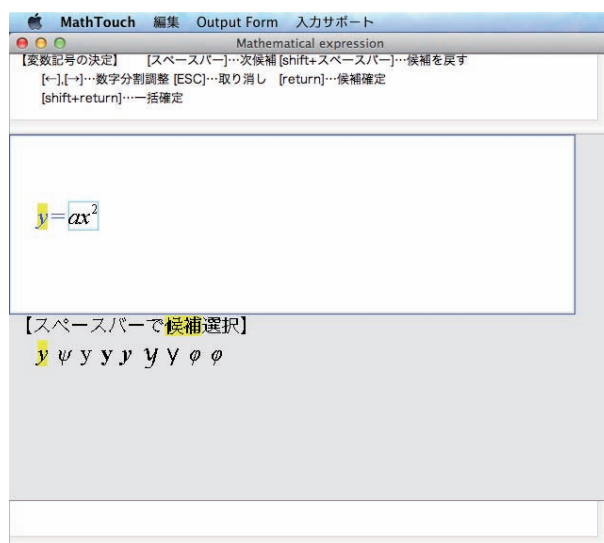 MathTouch 編集 Output Form 入力サポート
Mathematical expression
【変数記号の決定】 [スペースバー]…次候補 [shift+スペースバー]…候補を戻す
[←],[→]…数字分割調整 [ESC]…取り消し [return]…候補確定
[shift+return]…一括確定
y=ax²
【スペースバーで候補選択】
y ψ y y y y y φ φ